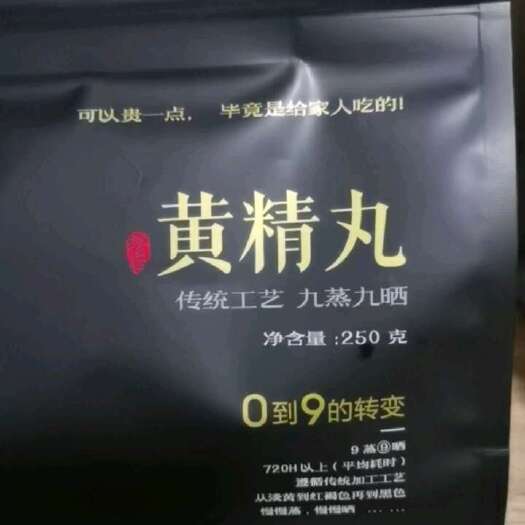 可以贵一点， 毕竟是给家人吃的!
黄精丸
传统工艺 九蒸九晒
净含量:250 克
0到9的转变
9 蒸⑨晒
720H以上(平均耗时)
遵循传统加工工艺
从淡黄到红褐色再到黑色
慢慢蒸，慢慢晒 … …